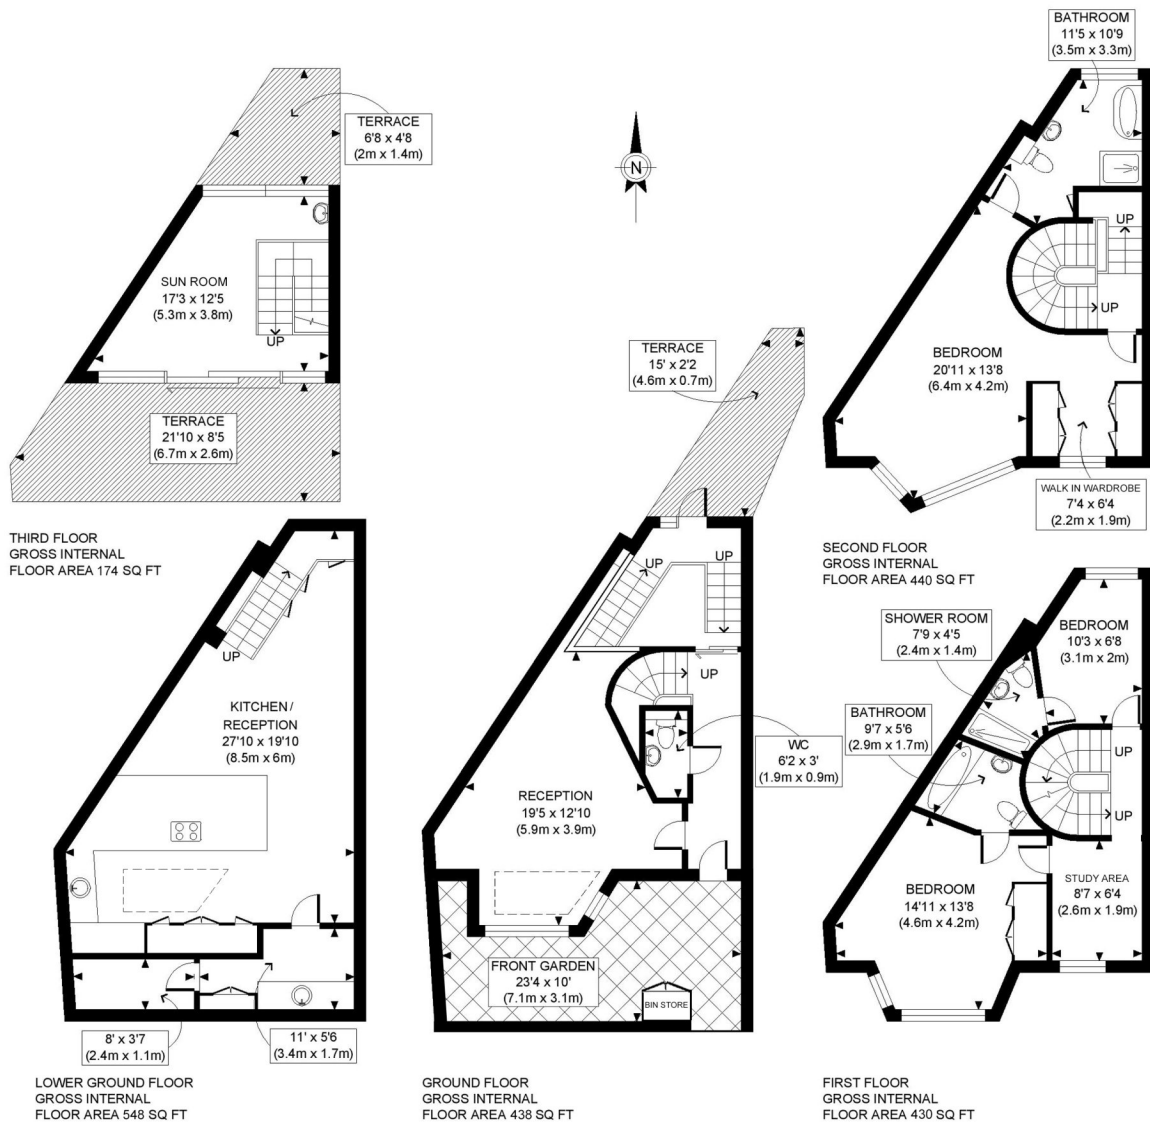 TERRACE
6'8 x 4'8
(2m x 1.4m)
SUN ROOM
17'3 x 12'5
(5.3m x 3.8m)
UP
TERRACE
21'10 x 8'5
(6.7m x 2.6m)
THIRD FLOOR
GROSS INTERNAL
FLOOR AREA 174 SQ FT
N
BATHROOM
11'5 x 10'9
(3.5m x 3.3m)
UP
UP
BEDROOM
20'11 x 13'8
(6.4m x 4.2m)
WALK IN WARDROBE
7'4 x 6'4
(2.2m x 1.9m)
SECOND FLOOR
GROSS INTERNAL
FLOOR AREA 440 SQ FT
UP
KITCHEN /
RECEPTION
27'10 x 19'10
(8.5m x 6m)
8' x 3'7
(2.4m x 1.1m)
11' x 5'6
(3.4m x 1.7m)
LOWER GROUND FLOOR
GROSS INTERNAL
FLOOR AREA 548 SQ FT
TERRACE
15' x 2'2
(4.6m x 0.7m)
UP
UP
UP
WC
6'2 x 3'
(1.9m x 0.9m)
RECEPTION
19'5 x 12'10
(5.9m x 3.9m)
FRONT GARDEN
23'4 x 10'
(7.1m x 3.1m)
BIN STORE
GROUND FLOOR
GROSS INTERNAL
FLOOR AREA 438 SQ FT
SHOWER ROOM
7'9 x 4'5
(2.4m x 1.4m)
BEDROOM
10'3 x 6'8
(3.1m x 2m)
BATHROOM
9'7 x 5'6
(2.9m x 1.7m)
UP
UP
BEDROOM
14'11 x 13'8
(4.6m x 4.2m)
STUDY AREA
8'7 x 6'4
(2.6m x 1.9m)
FIRST FLOOR
GROSS INTERNAL
FLOOR AREA 430 SQ FT